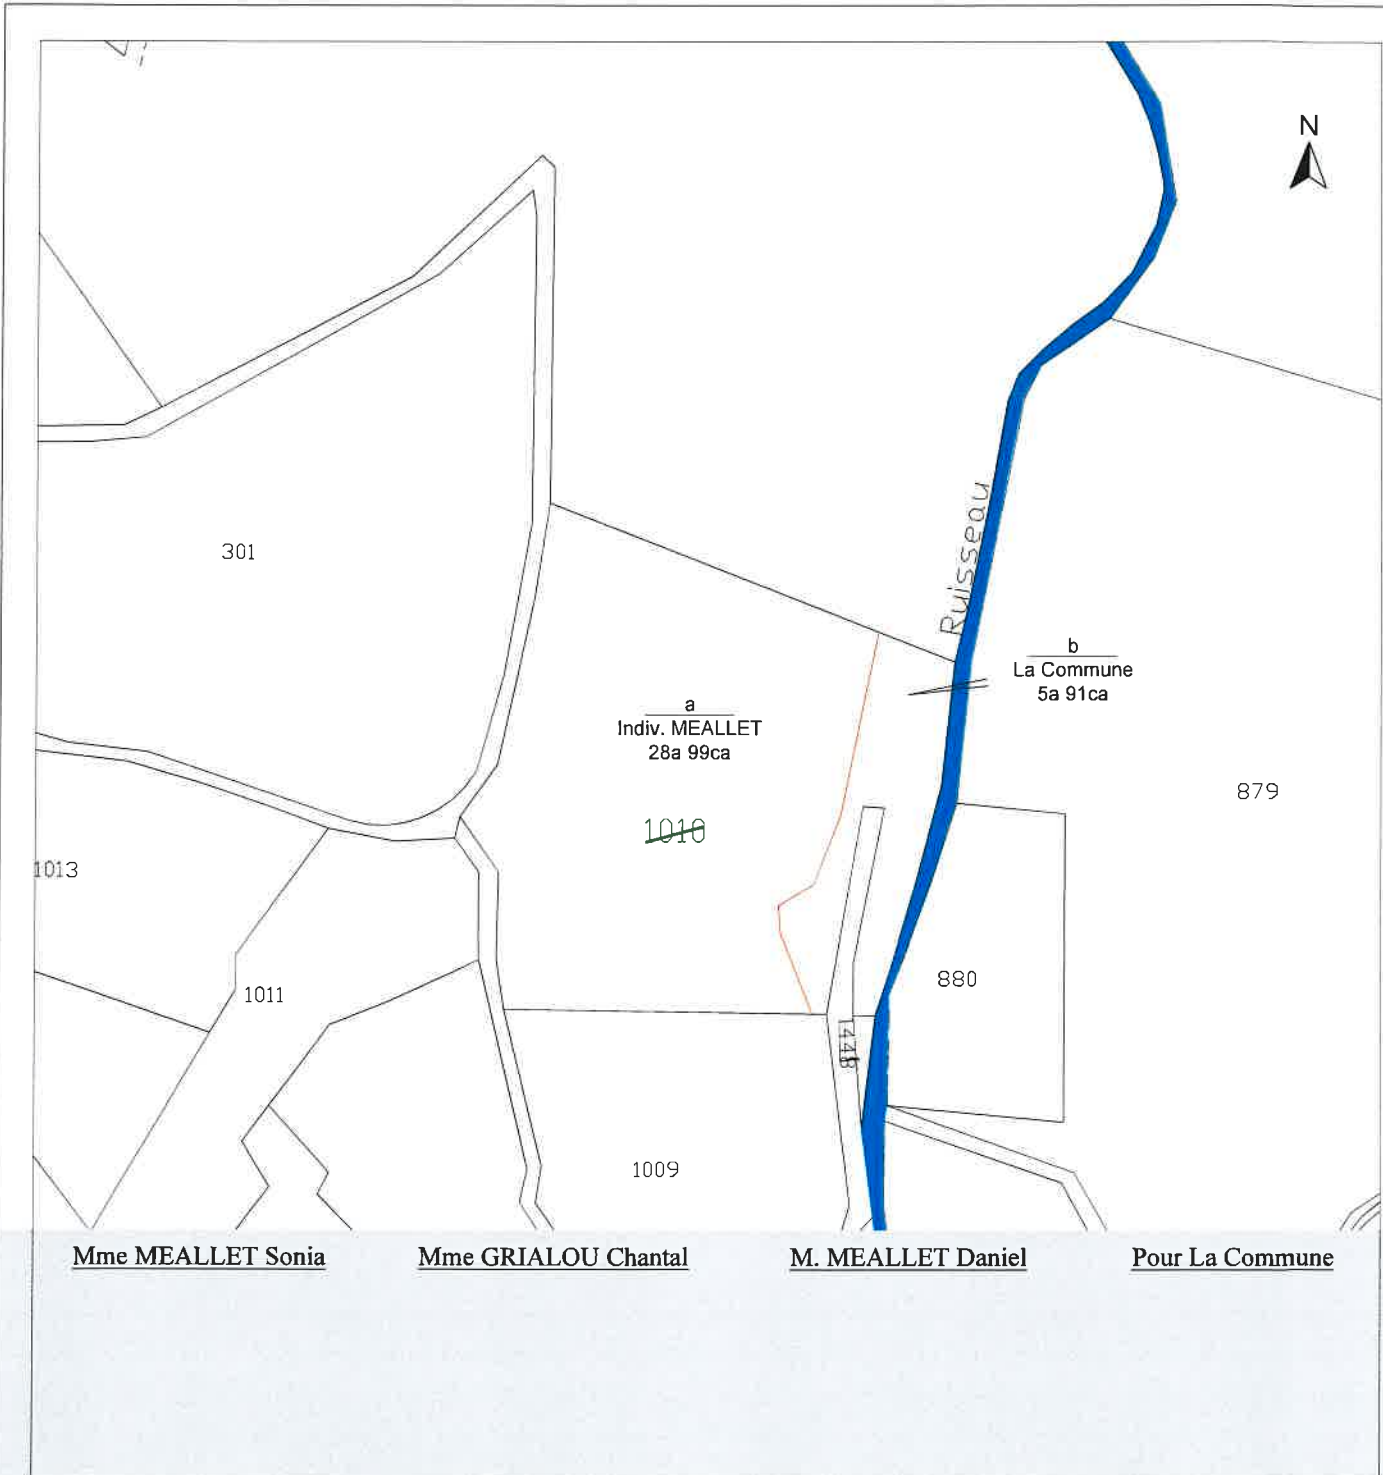 N
Ruisseau
301
b
La Commune
5a 91ca
a
Indiv. MEALLET
28a 99ca
879
1010
1013
880
1011
1448
1009
Mme MEALLET Sonia
Mme GRIALOU Chantal
M. MEALLET Daniel
Pour La Commune